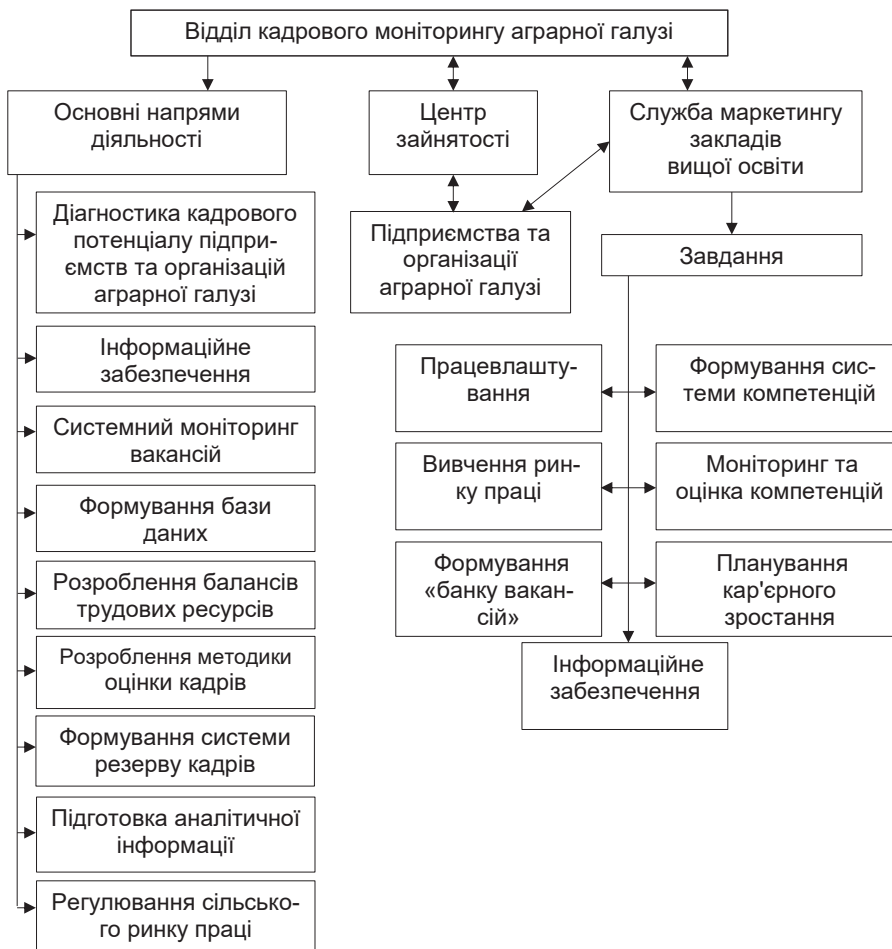 Відділ кадрового моніторингу аграрної галузі
Основні напрями
діяльності
Центр
зайнятості
Служба маркетингу
закладів
вищої освіти
Діагностика кадрового
потенціалу підпри-
ємств та організацій
аграрної галузі
Підприємства та
організації
аграрної галузі
Завдання
Інформаційне
забезпечення
Системний моніторинг
вакансій
Формування бази
даних
Розроблення балансів
трудових ресурсів
Розроблення методики
оцінки кадрів
Формування системи
резерву кадрів
Підготовка аналітичної
інформації
Регулювання сільсько-
го ринку праці
Працевлашту-
вання
Формування сис-
теми компетенцій
Вивчення рин-
ку праці
Моніторинг та
оцінка компетенцій
Формування
«банку вакан-
сій»
Планування
кар'єрного
зростання
Інформаційне
забезпечення